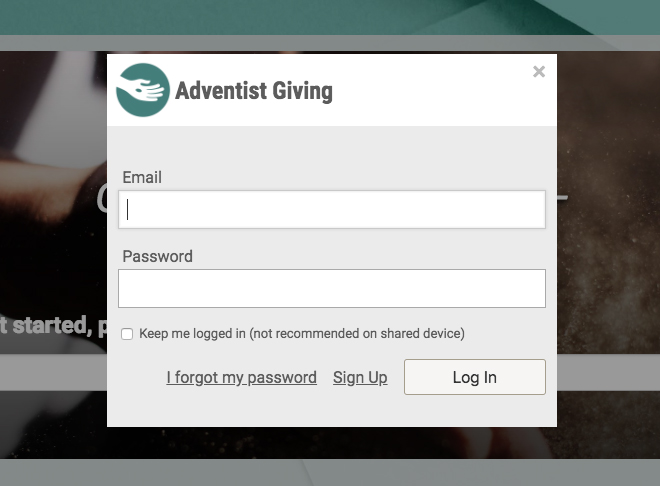 Adventist Giving
×
Email
Password
Keep me logged in (not recommended on shared device)
t started, p
I forgot my password Sign Up Log In